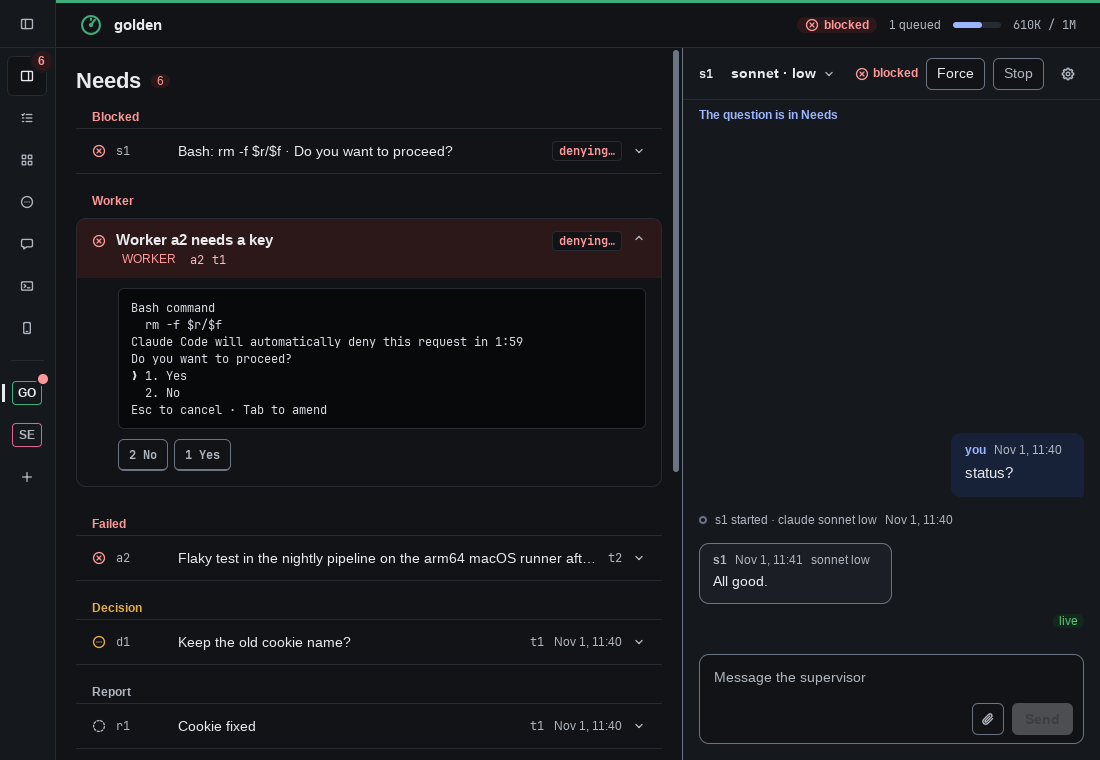 golden
blocked
1 queued
610K / 1M
6
GO
SE
Needs 6
Blocked
s1 Bash: rm -f $r/$f · Do you want to proceed? denying…
Worker
Worker a2 needs a key denying…
WORKER a2 t1
Bash command
rm -f $r/$f
Claude Code will automatically deny this request in 1:59
Do you want to proceed?
❯ 1. Yes
2. No
Esc to cancel · Tab to amend
2 No 1 Yes
Failed
a2 Flaky test in the nightly pipeline on the arm64 macOS runner aft… t2
Decision
d1 Keep the old cookie name? t1 Nov 1, 11:40
Report
r1 Cookie fixed t1 Nov 1, 11:40
s1 sonnet · low blocked Force Stop
The question is in Needs
you Nov 1, 11:40
status?
s1 started · claude sonnet low Nov 1, 11:40
s1 Nov 1, 11:41 sonnet low
All good.
live
Message the supervisor
Send